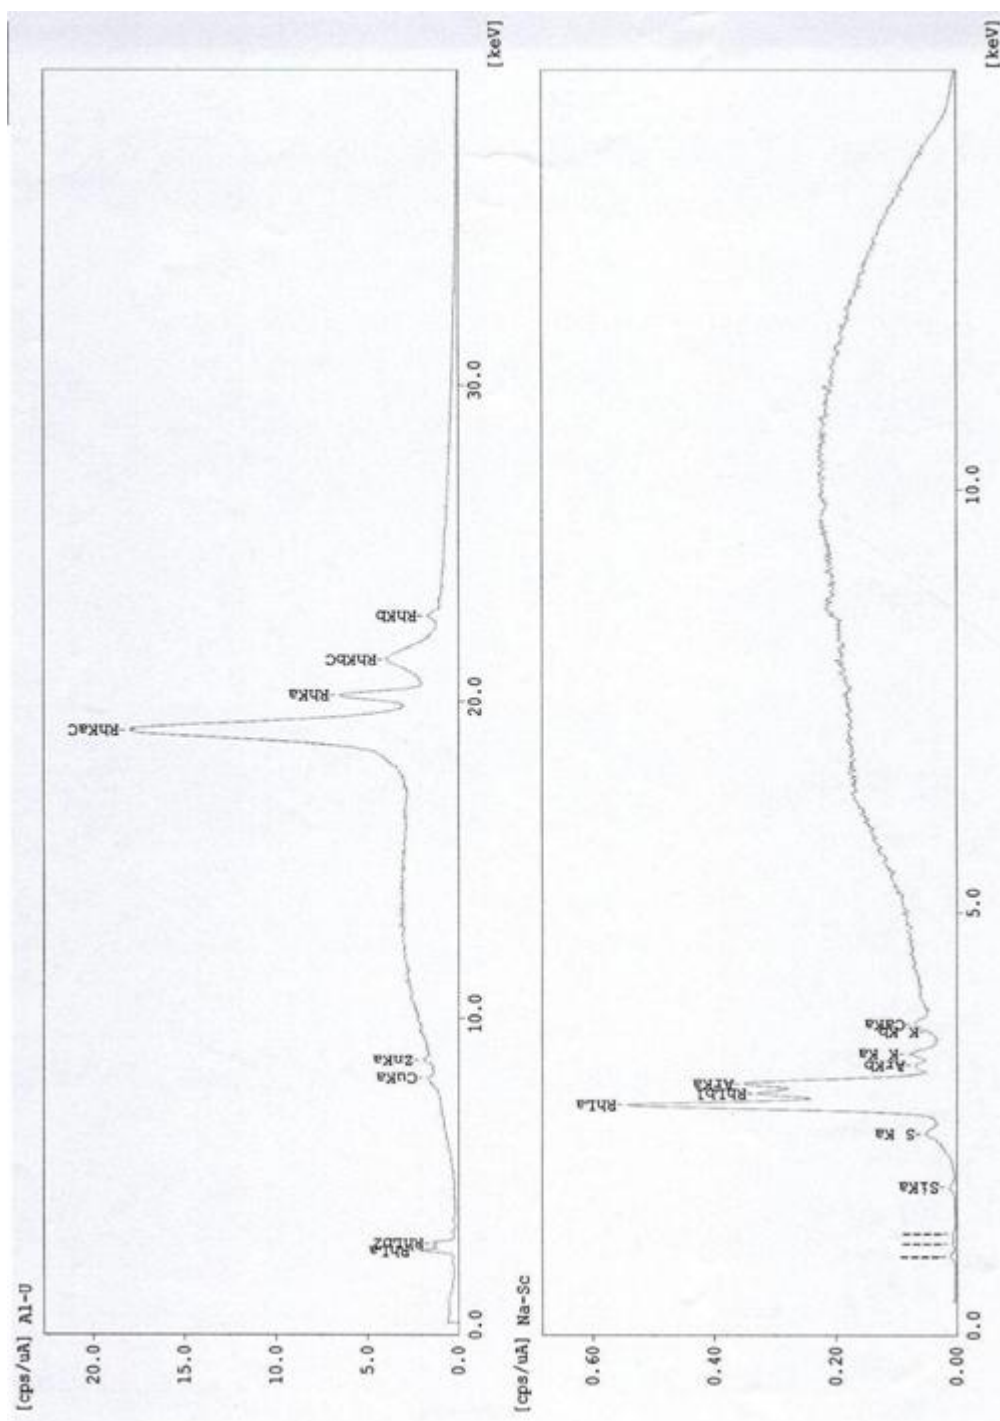 [cps/uA] Al-U
20.0
15.0
10.0
5.0
0.0
RhLa
RhLb2
CuKa
ZnKa
RhKaC
RhKa
RhKbC
RhKb
0.0
10.0
20.0
30.0
[keV]
[cps/uA] Na-Sc
0.60
0.40
0.20
0.00
SiKa
S Ka
RhLa
RhLb1
ArKa
ArKb
K Ka
K Kb
CaKa
0.0
5.0
10.0
[keV]